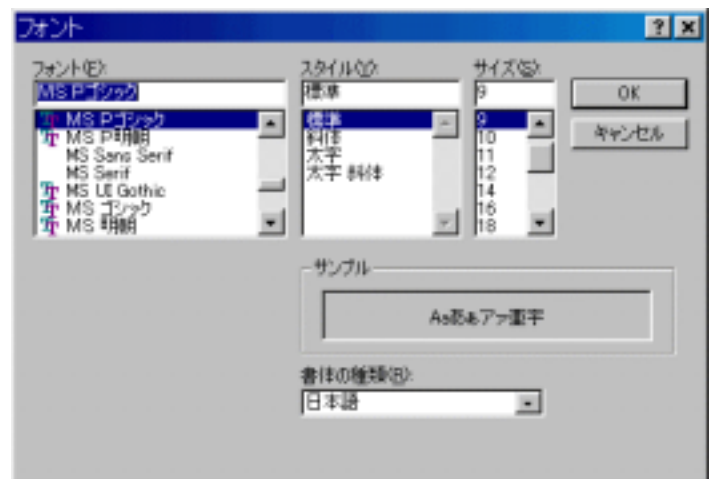 フォント
フォント(F):
MS Pゴシック
MS Pゴシック
MS P明朝
MS Sans Serif
MS Serif
MS UI Gothic
MS ゴシック
MS 明朝
スタイル(Y):
標準
標準
斜体
太字
太字 斜体
サイズ(S):
9
9
10
11
12
14
16
18
OK
キャンセル
サンプル
Aaあぁアァ亜宇
書体の種類(R):
日本語